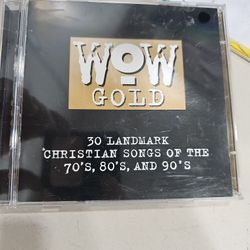 WOW
GOLD
30 LANDMARK
CHRISTIAN SONGS OF THE
70'S, 80'S, AND 90'S